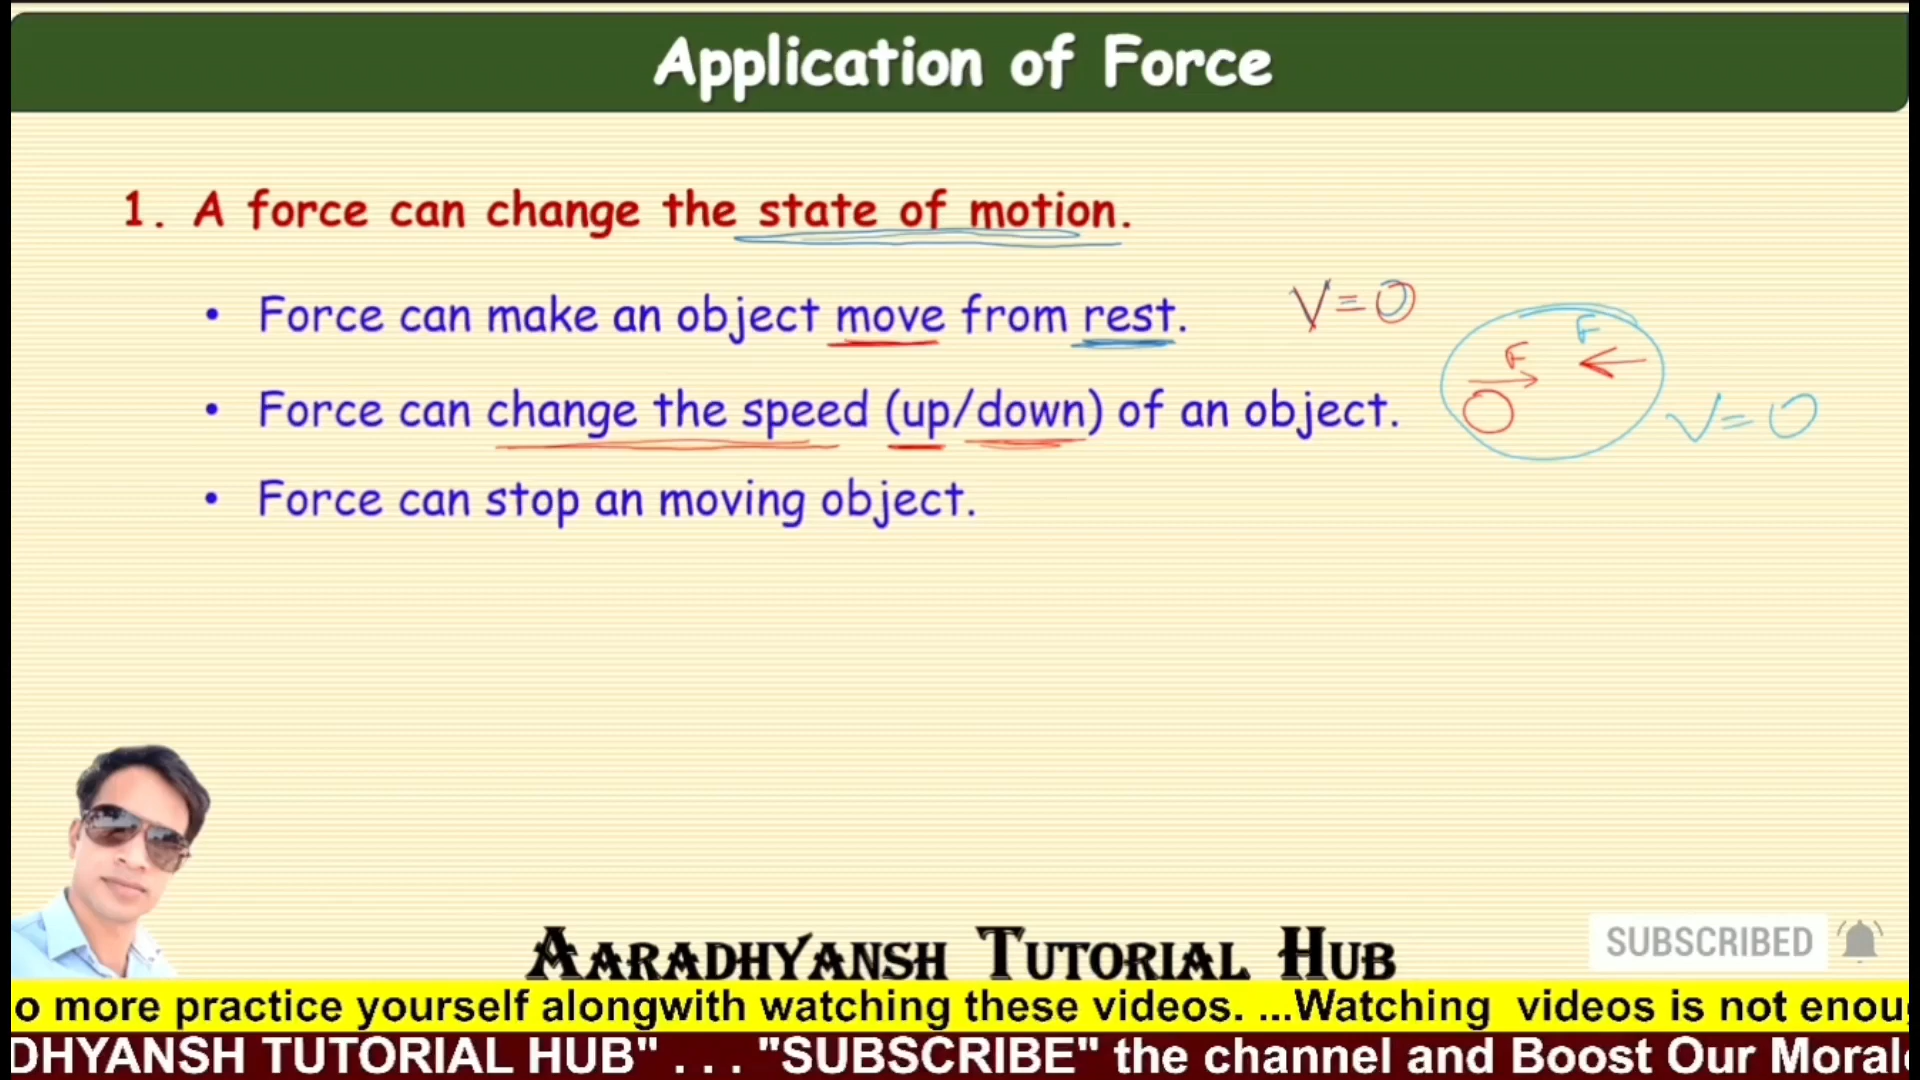 Application of Force
1. A force can change the state of motion.
• Force can make an object move from rest.
V=0
F
F
• Force can change the speed (up/down) of an object.
V=0
• Force can stop an moving object.
AARADHYANSH TUTORIAL HUB
SUBSCRIBED
o more practice yourself alongwith watching these videos. ...Watching videos is not enou
DHYANSH TUTORIAL HUB" . . . "SUBSCRIBE" the channel and Boost Our Moral